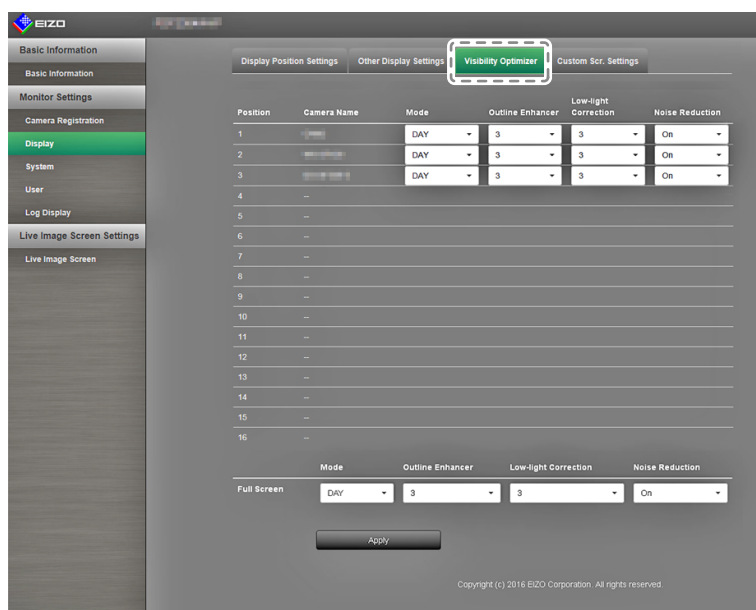 EIZO
Basic Information
Basic Information
Monitor Settings
Camera Registration
Display
System
User
Log Display
Live Image Screen Settings
Live Image Screen
Display Position Settings Other Display Settings Visibility Optimizer Custom Scr. Settings
Position Camera Name Mode Outline Enhancer Low-light Correction Noise Reduction
1 DAY 3 3 On
2 DAY 3 3 On
3 DAY 3 3 On
4 --
5 --
6 --
7 --
8 --
9 --
10 --
11 --
12 --
13 --
14 --
15 --
16 --
Mode Outline Enhancer Low-light Correction Noise Reduction
Full Screen DAY 3 3 On
Apply
Copyright (c) 2016 EIZO Corporation. All rights reserved.